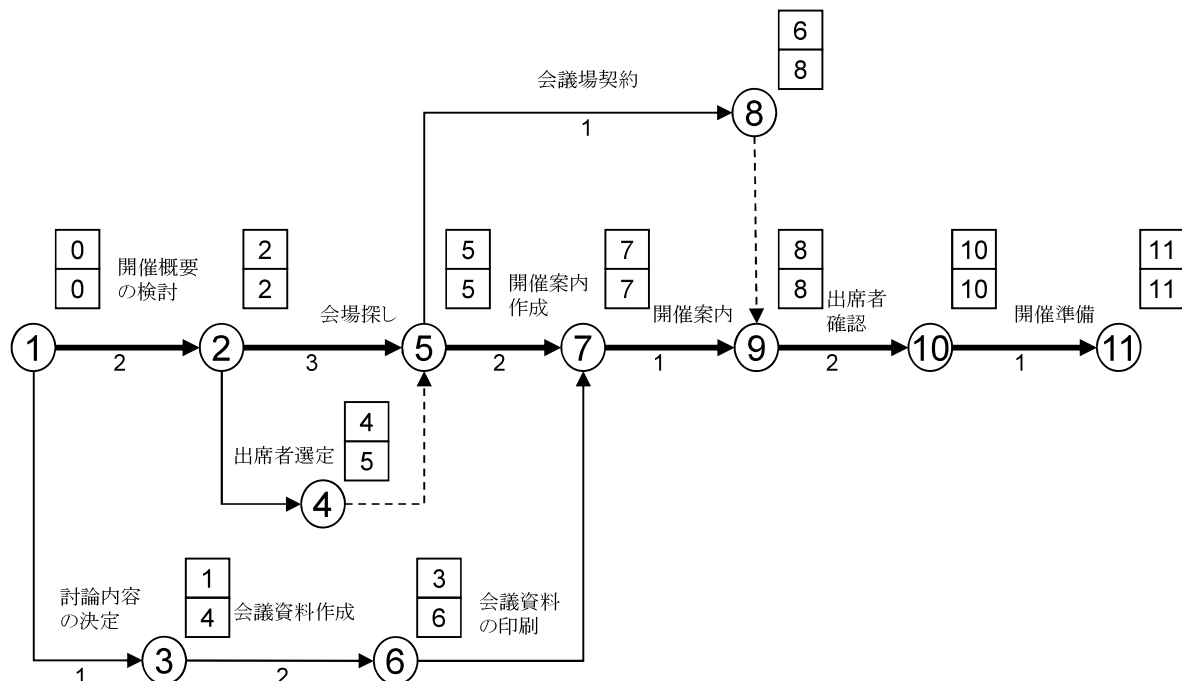 6
8
会議場契約
8
1
0
0
開催概要
の検討
2
2
会場探し
5
5
開催案内
作成
7
7
開催案内
8
8
出席者
確認
10
10
開催準備
11
11
1
2
2
3
5
2
7
1
9
2
10
1
11
出席者選定
4
5
4
討論内容
の決定
1
4
会議資料作成
3
6
会議資料
の印刷
1
3
2
6